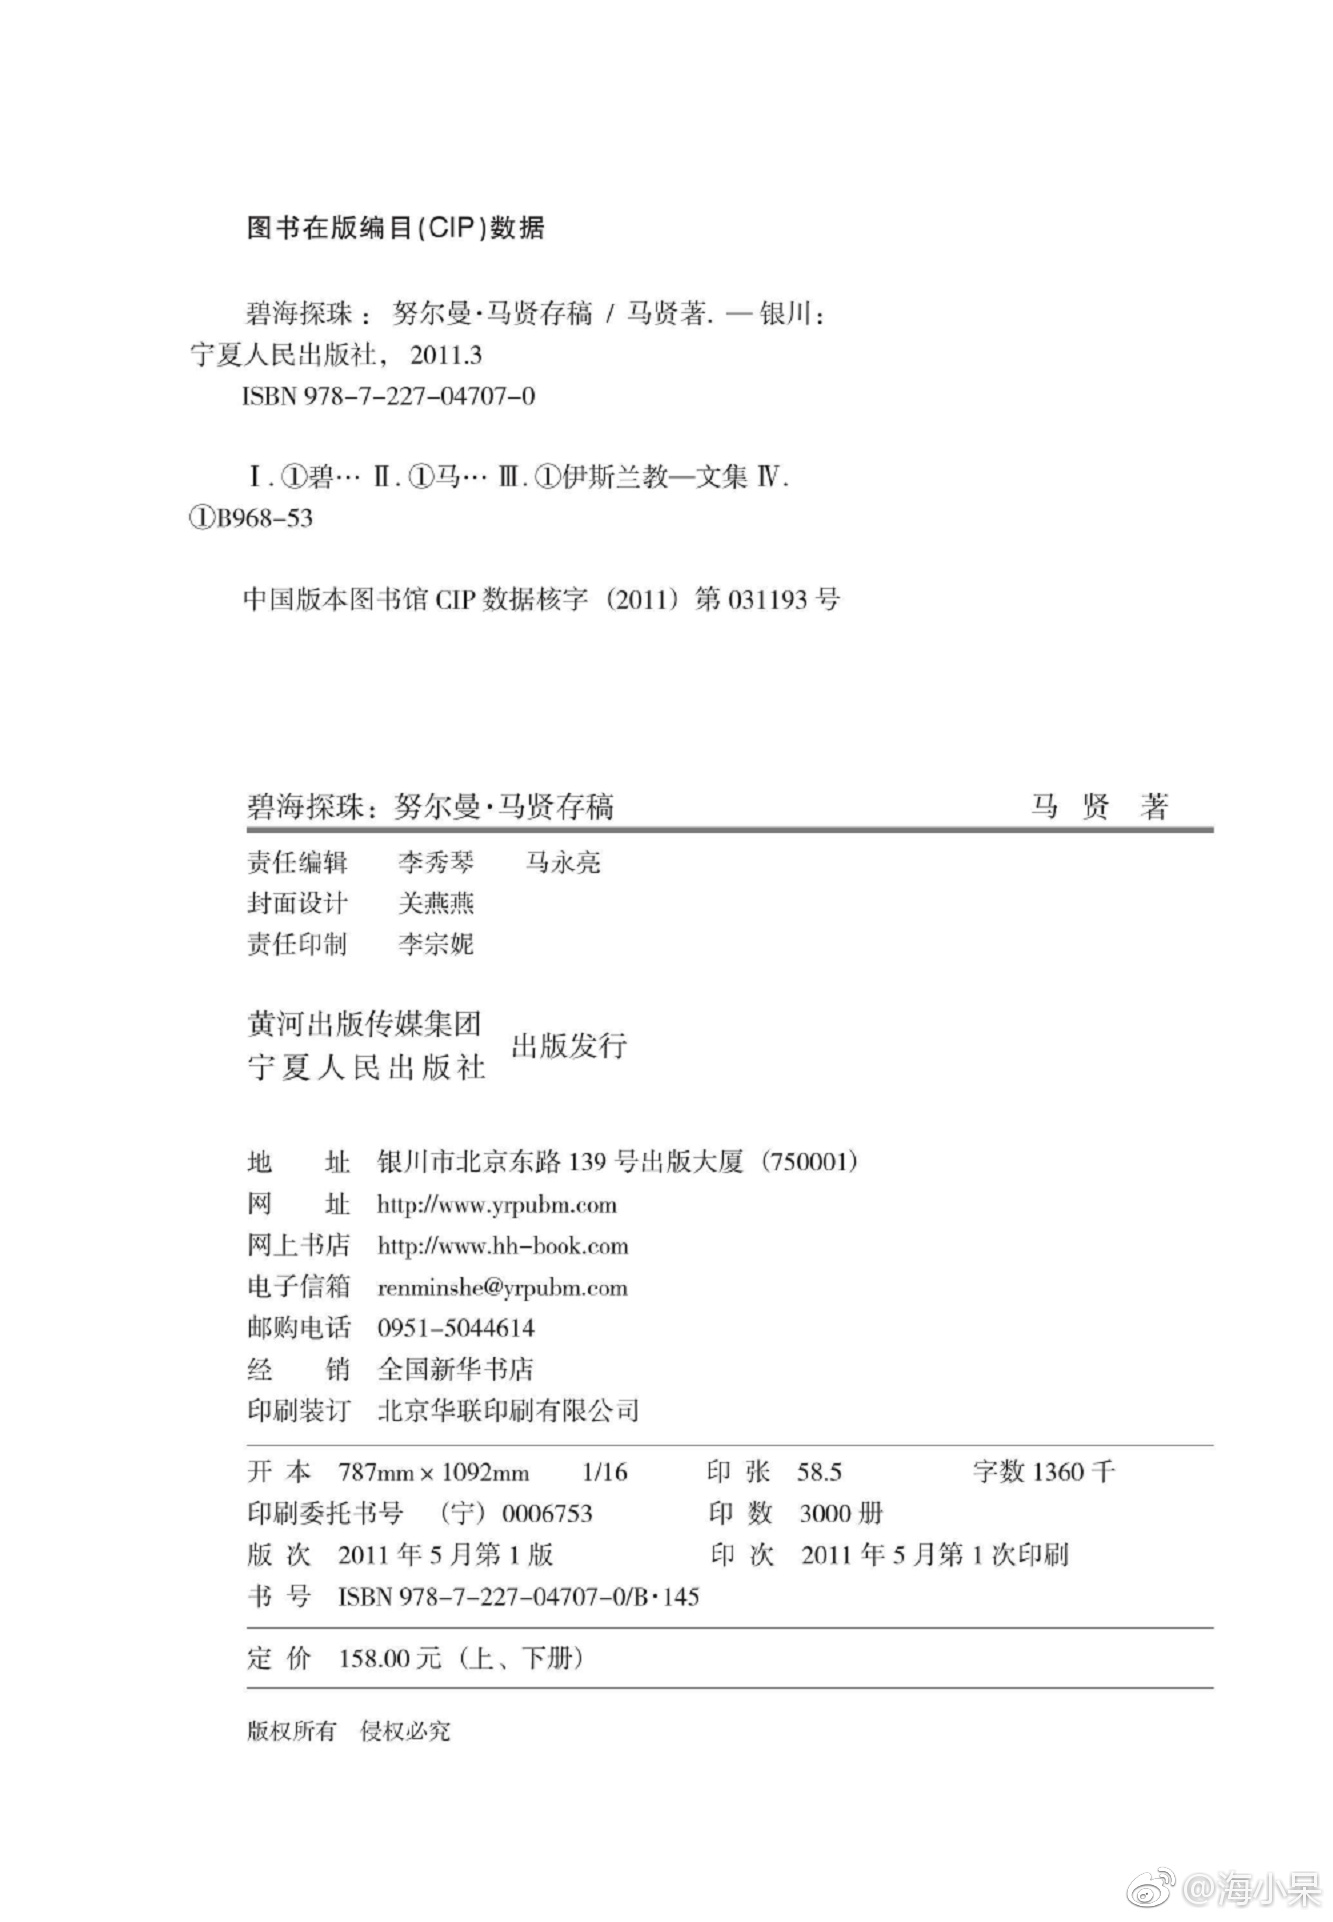 图书在版编目(CIP)数据
碧海探珠：努尔曼·马贤存稿 / 马贤著. — 银川：
宁夏人民出版社，2011.3
ISBN 978-7-227-04707-0
Ⅰ.①碧… Ⅱ.①马… Ⅲ.①伊斯兰教—文集 Ⅳ.
①B968-53
中国版本图书馆 CIP 数据核字（2011）第 031193 号
碧海探珠：努尔曼·马贤存稿 马 贤 著
责任编辑 李秀琴 马永亮
封面设计 关燕燕
责任印制 李宗妮
黄河出版传媒集团
宁夏人民出版社
出版发行
地 址 银川市北京东路 139 号出版大厦（750001）
网 址 http://www.yrpubm.com
网上书店 http://www.hh-book.com
电子信箱 renminshe@yrpubm.com
邮购电话 0951-5044614
经 销 全国新华书店
印刷装订 北京华联印刷有限公司
开 本 787mm × 1092mm 1/16 印 张 58.5 字数 1360 千
印刷委托书号 （宁）0006753 印 数 3000 册
版 次 2011 年 5 月第 1 版 印 次 2011 年 5 月第 1 次印刷
书 号 ISBN 978-7-227-04707-0/B·145
定 价 158.00 元（上、下册）
版权所有 侵权必究
@海小呆